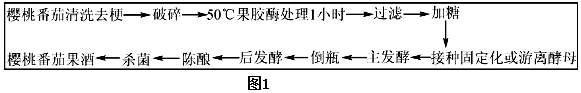 樱桃番茄清洗去梗→破碎→50℃果胶酶处理1小时→过滤→加糖
↓
樱桃番茄果酒←杀菌←陈酿←后发酵←倒瓶←主发酵←接种固定化或游离酵母
图1